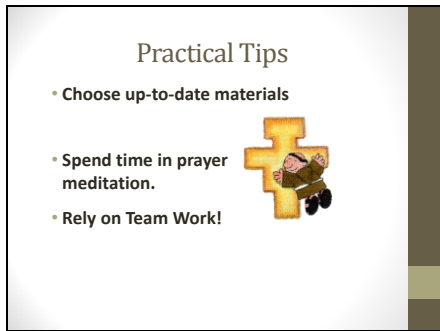 Practical Tips
• Choose up-to-date materials
• Spend time in prayer
meditation.
• Rely on Team Work!